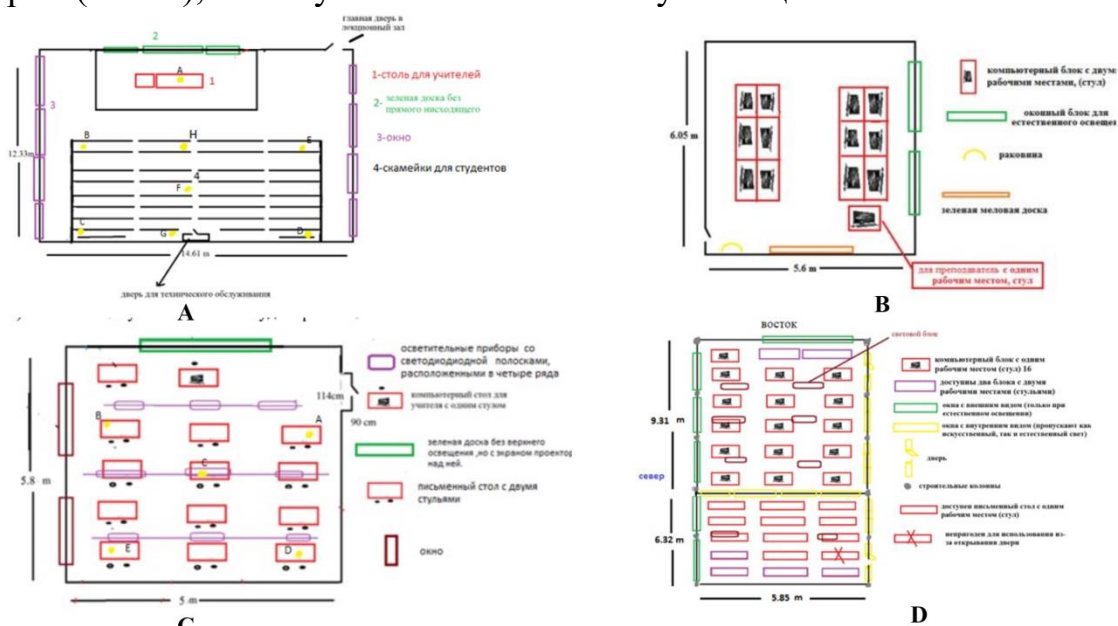 главная дверь в
лекционный зал
2
A
1
3
12.33m
B
H
E
4
F
C
G
D
14.61 m
дверь для технического обслуживания
1-столь для учителей
2- зеленая доска без
прямого нисходящего
3-окно
4-скамейки для студентов
A
6.05 m
5.6 m
компьютерный блок с двумя
рабочими местами, (стул)
оконный блок для
естественного освеще
раковина
зеленая меловая доска
для преподаватель с одним
рабочим местом, стул
B
114cm
90 cm
B
A
C
E
D
5.8 m
5 m
осветительные приборы со
светодиодиодной полосками,
расположенными в четыре ряда
компьютерный стол для
учителя с одним стулом
зеленая доска без верхнего
освещения ,но с экраном проектор
над ней.
письменный стол с двумя
стульями
окно
C
восток
световой блок
9.31 m
север
6.32 m
5.85 m
компьютерный блок с одним
рабочим местом (стул) 16
доступны два блока с двумя
рабочими местами (стульями)
окна с внешним видом (только при
естественном освещении)
окна с внутренним видом (пропускают как
искусственный, так и естественный свет)
дверь
строительные колонны
доступен письменный стол с одним
рабочим местом (стул)
непригоден для использования из-
за открывания двери
D